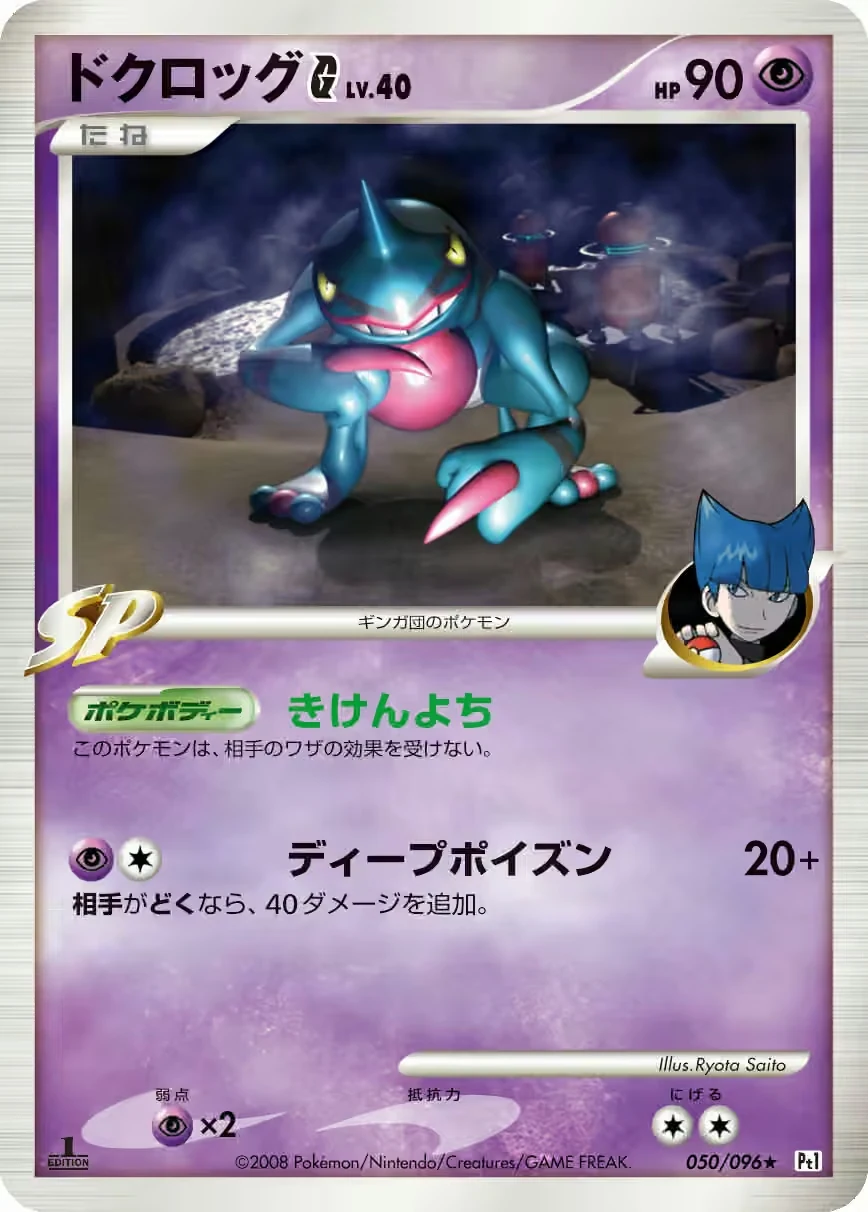 ドクロッグG LV.40 HP 90
たね
SP
ギンガ団のポケモン
ポケボディー きけんよち
このポケモンは、相手のワザの効果を受けない。
ディープポイズン 20+
相手がどくなら、40ダメージを追加。
Illus.Ryota Saito
弱点 抵抗力 にげる
×2
1 EDITION
©2008 Pokémon/Nintendo/Creatures/GAME FREAK. 050/096★ Pt1